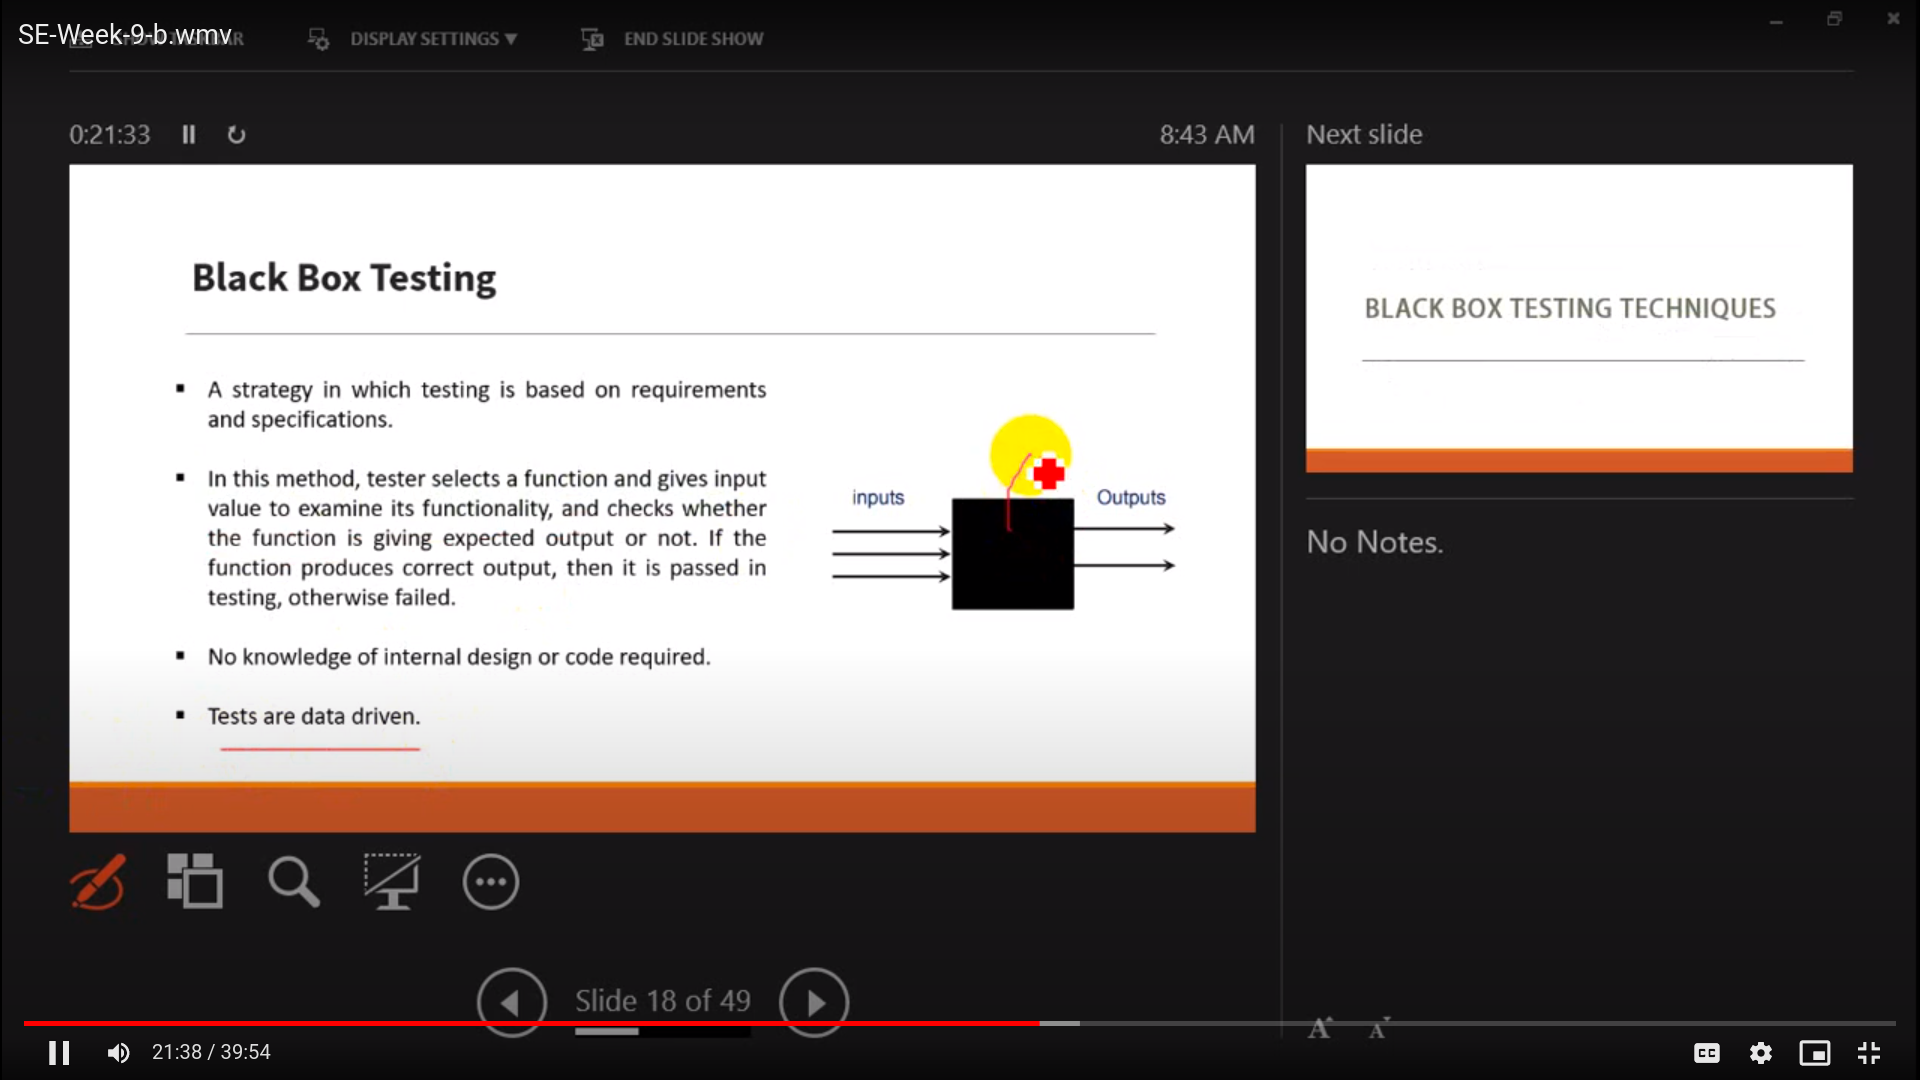 SE-Week-9-b.wmv
DISPLAY SETTINGS ▼
END SLIDE SHOW
0:21:33
8:43 AM
Next slide
Black Box Testing
▪ A strategy in which testing is based on requirements
and specifications.
▪ In this method, tester selects a function and gives input
value to examine its functionality, and checks whether
the function is giving expected output or not. If the
function produces correct output, then it is passed in
testing, otherwise failed.
▪ No knowledge of internal design or code required.
▪ Tests are data driven.
inputs
Outputs
BLACK BOX TESTING TECHNIQUES
No Notes.
Slide 18 of 49
A A
21:38 / 39:54
CC